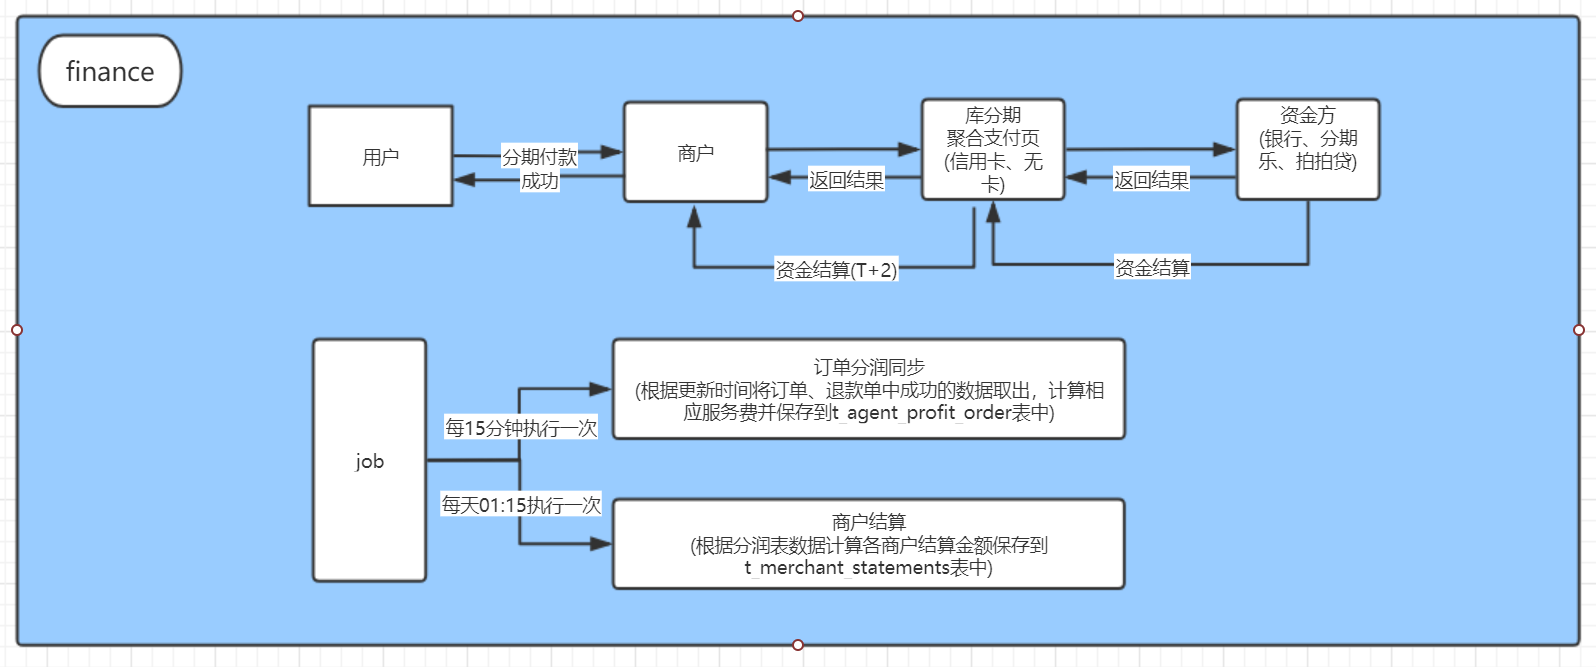 finance
用户
分期付款
成功
商户
返回结果
库分期
聚合支付页
(信用卡、无
卡)
返回结果
资金方
(银行、分期
乐、拍拍贷)
资金结算(T+2)
资金结算
job
每15分钟执行一次
每天01:15执行一次
订单分润同步
(根据更新时间将订单、退款单中成功的数据取出，计算相
应服务费并保存到t_agent_profit_order表中)
商户结算
(根据分润表数据计算各商户结算金额保存到
t_merchant_statements表中)